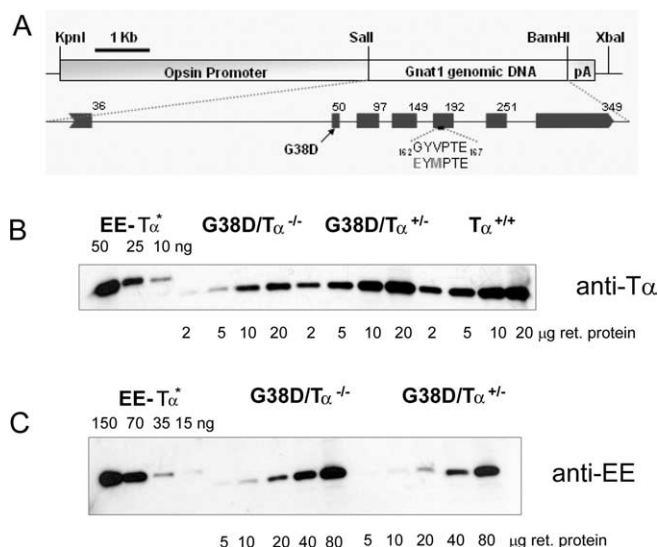 A
KpnI 1 Kb SalI BamHI XbaI
Opsin Promoter Gnat1 genomic DNA pA
36 50 97 149 192 251 349
G38D
162GYVPTE167
EYMPTE
B
EE-Tα* G38D/Tα-/- G38D/Tα+/- Tα+/+
50 25 10 ng
anti-Tα
2 5 10 20 2 5 10 20 2 5 10 20 µg ret. protein
C
EE-Tα* G38D/Tα-/- G38D/Tα+/-
150 70 35 15 ng
anti-EE
5 10 20 40 80 5 10 20 40 80 µg ret. protein